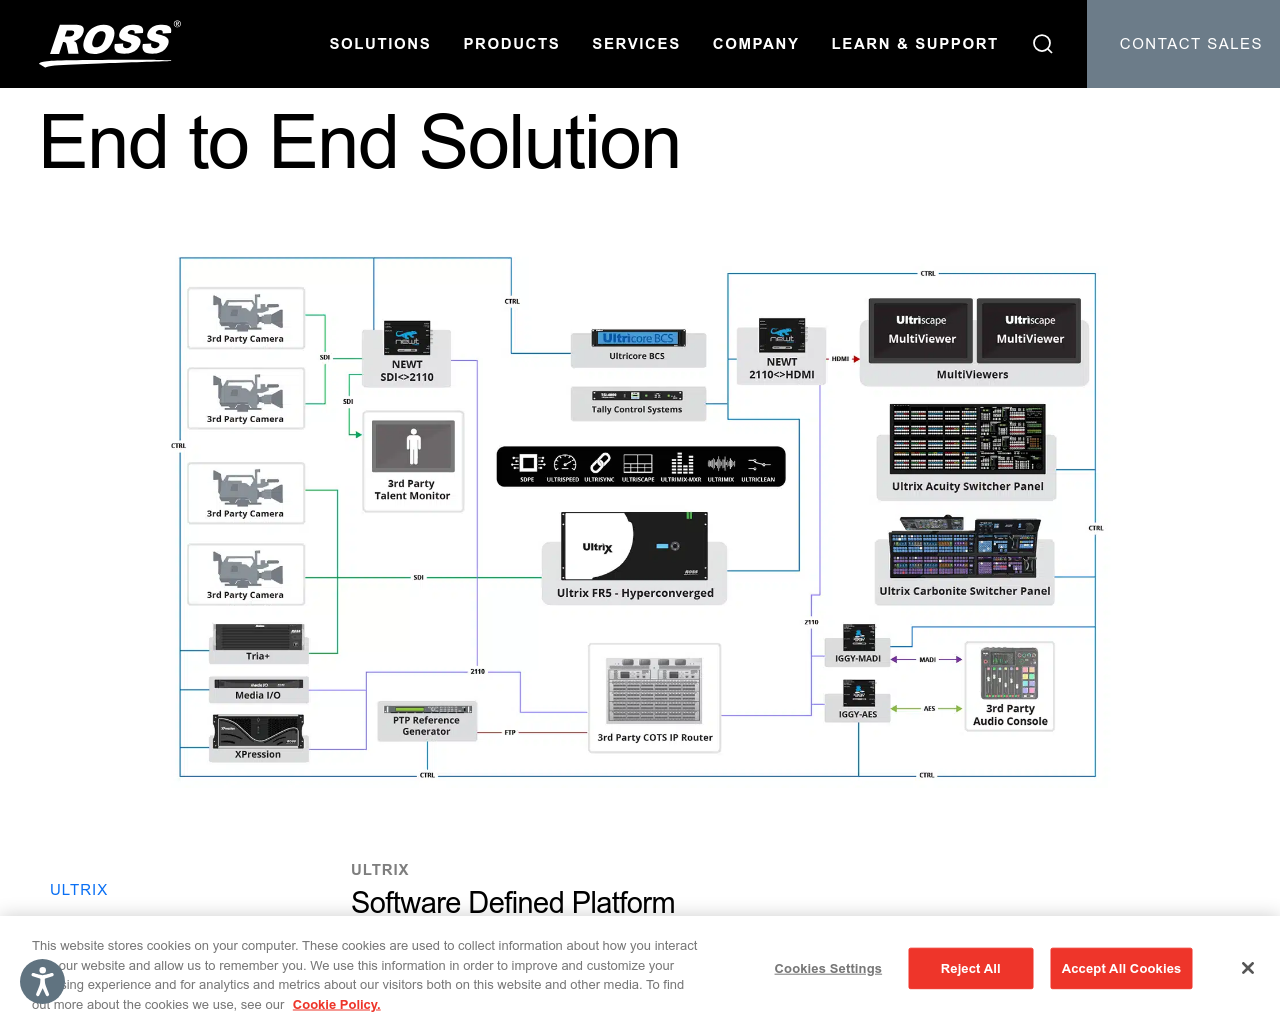 ROSS®
SOLUTIONS
PRODUCTS
SERVICES
COMPANY
LEARN & SUPPORT
CONTACT SALES
End to End Solution
CTRL
CTRL
3rd Party Camera
SDI
newt
NEWT
SDI<>2110
Ultricore BCS
Ultricore BCS
newt
NEWT
2110<>HDMI
HDMI
Ultriscape
MultiViewer
Ultriscape
MultiViewer
MultiViewers
3rd Party Camera
SDI
Tally Control Systems
CTRL
3rd Party
Talent Monitor
SDPE
ULTRISPEED
ULTRISYNC
ULTRISCAPE
ULTRIMIX-MXR
ULTRIMIX
ULTRICLEAN
Ultrix Acuity Switcher Panel
3rd Party Camera
CTRL
Ultrix
ROSS
Ultrix FR5 - Hyperconverged
3rd Party Camera
SDI
Ultrix Carbonite Switcher Panel
2110
Tria+
IGGY-MADI
MADI
2110
Media I/O
Media I/O
IGGY-AES
AES
3rd Party
Audio Console
PTP Reference
Generator
FTP
3rd Party COTS IP Router
XPression
CTRL
CTRL
ULTRIX
ULTRIX
Software Defined Platform
This website stores cookies on your computer. These cookies are used to collect information about how you interact
our website and allow us to remember you. We use this information in order to improve and customize your
sing experience and for analytics and metrics about our visitors both on this website and other media. To find
out more about the cookies we use, see our Cookie Policy.
Cookies Settings
Reject All
Accept All Cookies